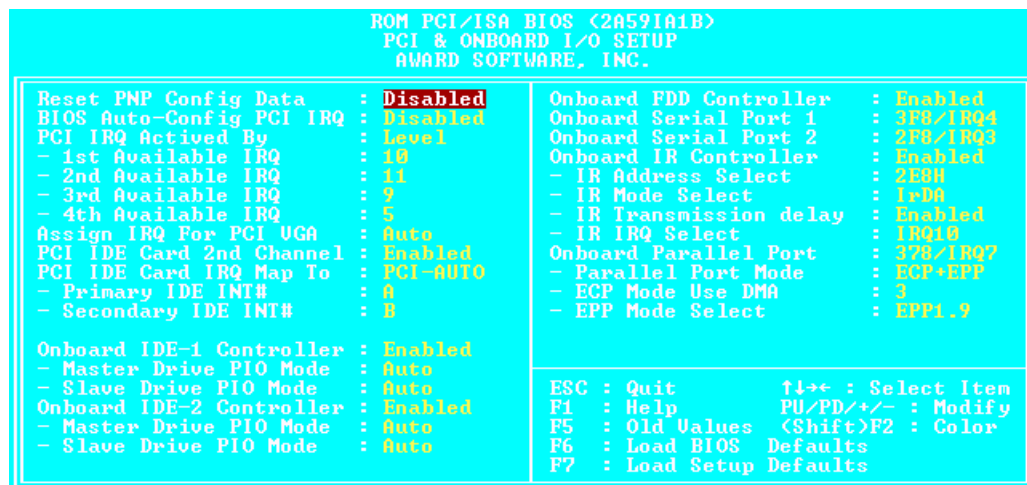 ROM PCI/ISA BIOS (2A59IA1B)
PCI & ONBOARD I/O SETUP
AWARD SOFTWARE, INC.
Reset PNP Config Data : Disabled
BIOS Auto-Config PCI IRQ : Disabled
PCI IRQ Actived By : Level
- 1st Available IRQ : 10
- 2nd Available IRQ : 11
- 3rd Available IRQ : 9
- 4th Available IRQ : 5
Assign IRQ For PCI VGA : Auto
PCI IDE Card 2nd Channel : Enabled
PCI IDE Card IRQ Map To : PCI-AUTO
- Primary IDE INT# : A
- Secondary IDE INT# : B
Onboard IDE-1 Controller : Enabled
- Master Drive PIO Mode : Auto
- Slave Drive PIO Mode : Auto
Onboard IDE-2 Controller : Enabled
- Master Drive PIO Mode : Auto
- Slave Drive PIO Mode : Auto
Onboard FDD Controller : Enabled
Onboard Serial Port 1 : 3F8/IRQ4
Onboard Serial Port 2 : 2F8/IRQ3
Onboard IR Controller : Enabled
- IR Address Select : 2E8H
- IR Mode Select : IrDA
- IR Transmission delay : Enabled
- IR IRQ Select : IRQ10
Onboard Parallel Port : 378/IRQ7
- Parallel Port Mode : ECP+EPP
- ECP Mode Use DMA : 3
- EPP Mode Select : EPP1.9
ESC : Quit ↑↓→← : Select Item
F1 : Help PU/PD/+/- : Modify
F5 : Old Values (Shift)F2 : Color
F6 : Load BIOS Defaults
F7 : Load Setup Defaults